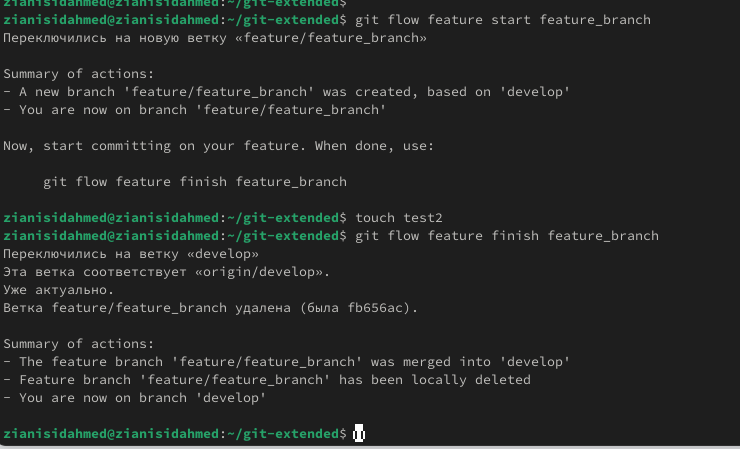 zianisidahmed@zianisidahmed:~/git-extended$
zianisidahmed@zianisidahmed:~/git-extended$ git flow feature start feature_branch
Переключились на новую ветку «feature/feature_branch»
Summary of actions:
- A new branch 'feature/feature_branch' was created, based on 'develop'
- You are now on branch 'feature/feature_branch'
Now, start committing on your feature. When done, use:
git flow feature finish feature_branch
zianisidahmed@zianisidahmed:~/git-extended$ touch test2
zianisidahmed@zianisidahmed:~/git-extended$ git flow feature finish feature_branch
Переключились на ветку «develop»
Эта ветка соответствует «origin/develop».
Уже актуально.
Ветка feature/feature_branch удалена (была fb656ac).
Summary of actions:
- The feature branch 'feature/feature_branch' was merged into 'develop'
- Feature branch 'feature/feature_branch' has been locally deleted
- You are now on branch 'develop'
zianisidahmed@zianisidahmed:~/git-extended$